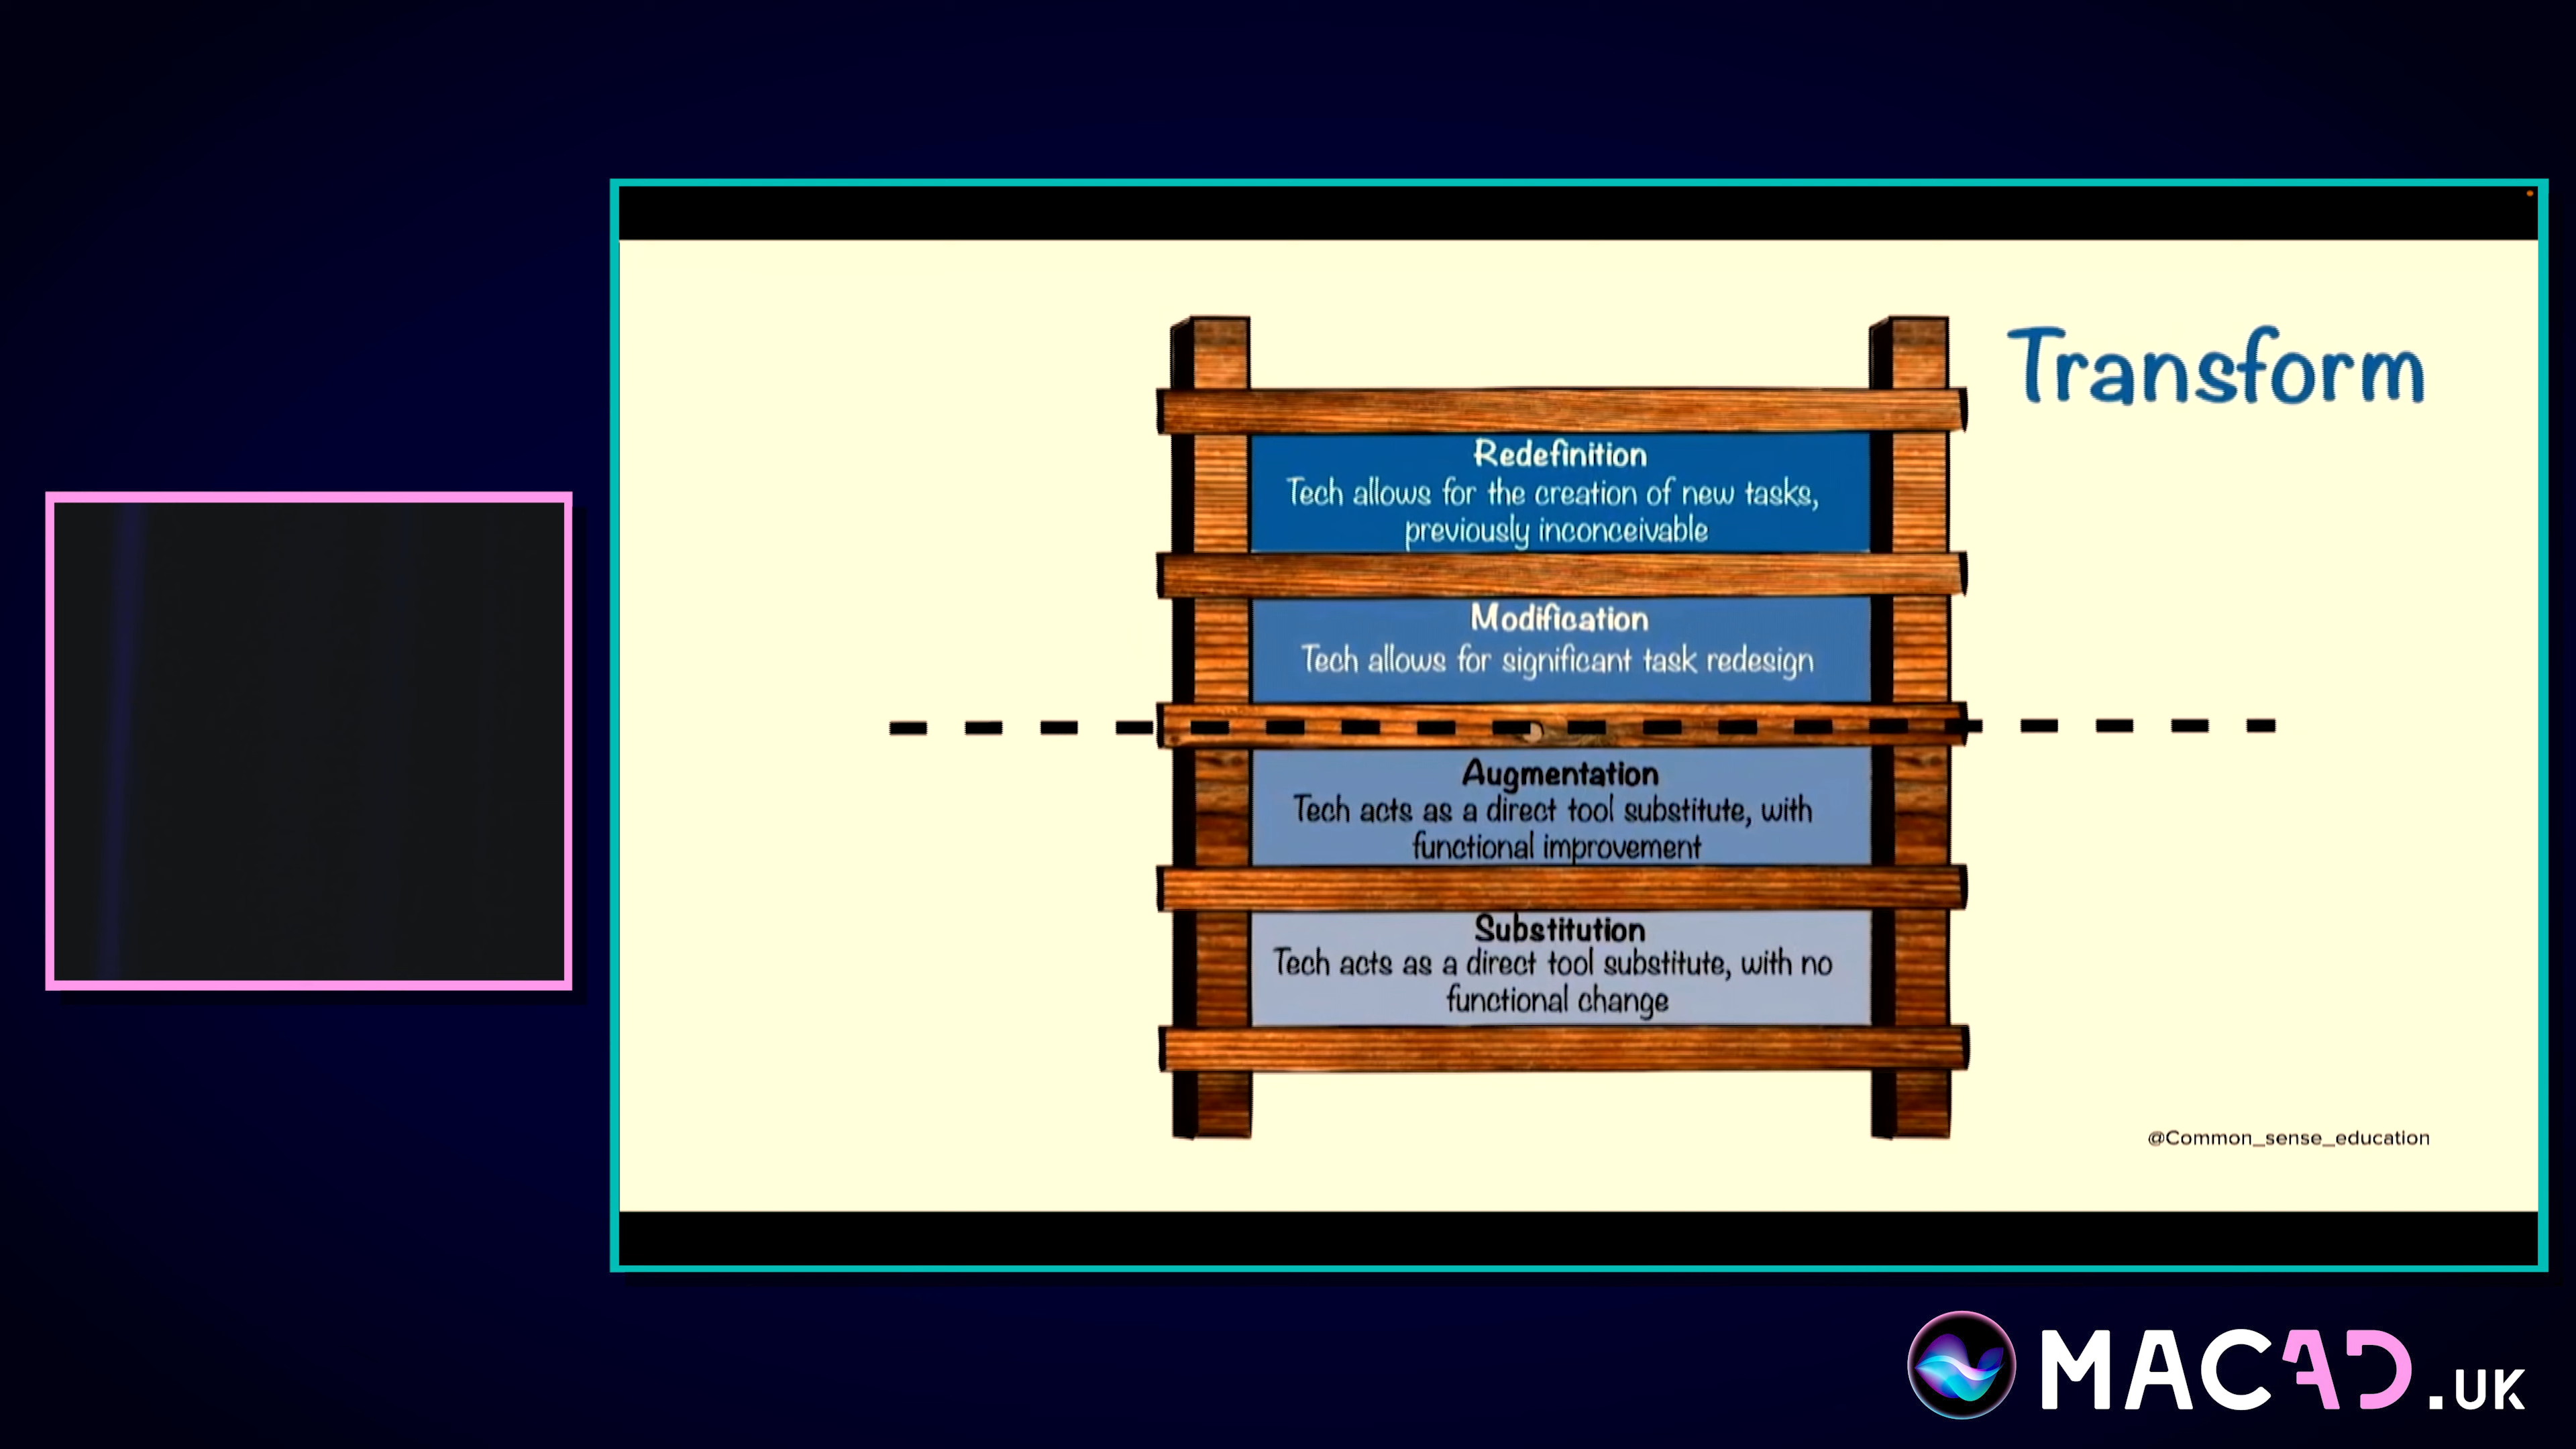 Transform
Redefinition
Tech allows for the creation of new tasks,
previously inconceivable
Modification
Tech allows for significant task redesign
Augmentation
Tech acts as a direct tool substitute, with
functional improvement
Substitution
Tech acts as a direct tool substitute, with no
functional change
@Common_sense_education
MACAD.UK